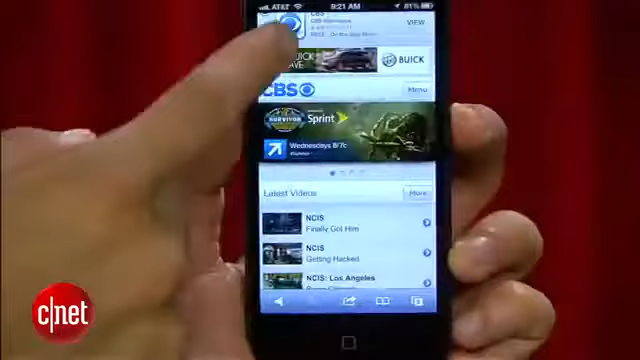 AT&T 9:21 AM 81%
CBS
VIEW
BUICK
CBS
Menu
SURVIVOR
Sprint
Wednesdays 8/7c
Latest Videos
More
NCIS
Finally Got Him
NCIS
Getting Hacked
NCIS: Los Angeles
c|net